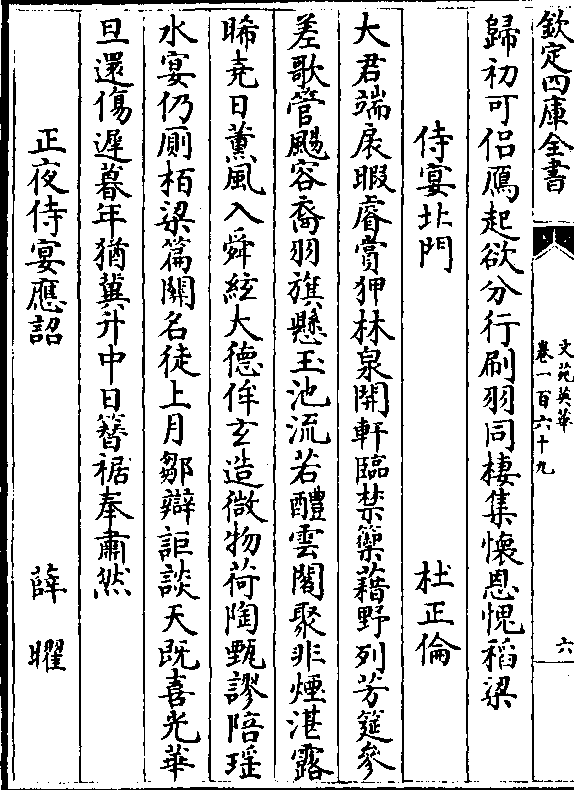 欽定四庫全書
文苑英華
卷一百六十九
六
歸初可侣鴈起欲分行刷羽同棲集懷恩愧稻梁
侍宴北門 杜正倫
大君端扆暇睿賞狎林泉開軒臨禁籞藉野列芳筵參
差歌管颺容裔羽旗懸玉池流若醴雲閣聚非煙湛露
晞堯日薰風入舜絃大德侔玄造微物荷陶甄謬陪瑶
水宴仍厠栢梁篇闞名徒上月鄒辯詎談天既喜光華
旦還傷遲暮年猶冀升中日簪裾奉肅然
正夜侍宴應詔 薛曜